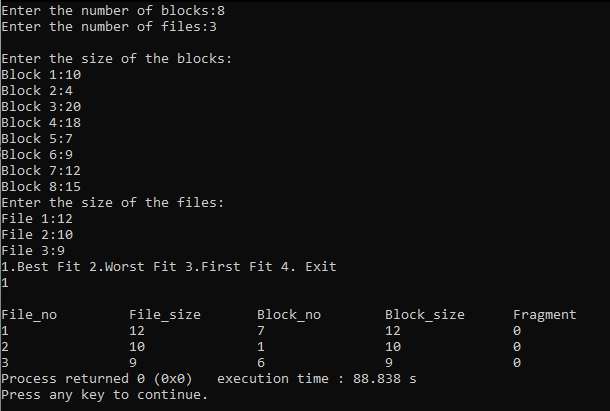 Enter the number of blocks:8
Enter the number of files:3
Enter the size of the blocks:
Block 1:10
Block 2:4
Block 3:20
Block 4:18
Block 5:7
Block 6:9
Block 7:12
Block 8:15
Enter the size of the files:
File 1:12
File 2:10
File 3:9
1.Best Fit 2.Worst Fit 3.First Fit 4. Exit
1
File_no File_size Block_no Block_size Fragment
1 12 7 12 0
2 10 1 10 0
3 9 6 9 0
Process returned 0 (0x0) execution time : 88.838 s
Press any key to continue.